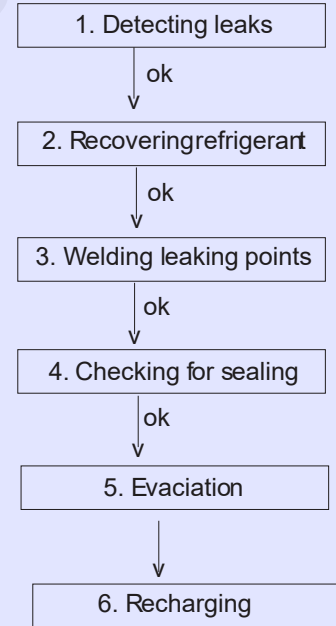 1. Detecting leaks
ok
2. Recoveringrefrigerant
ok
3. Welding leaking points
ok
4. Checking for sealing
ok
5. Evaciation
6. Recharging